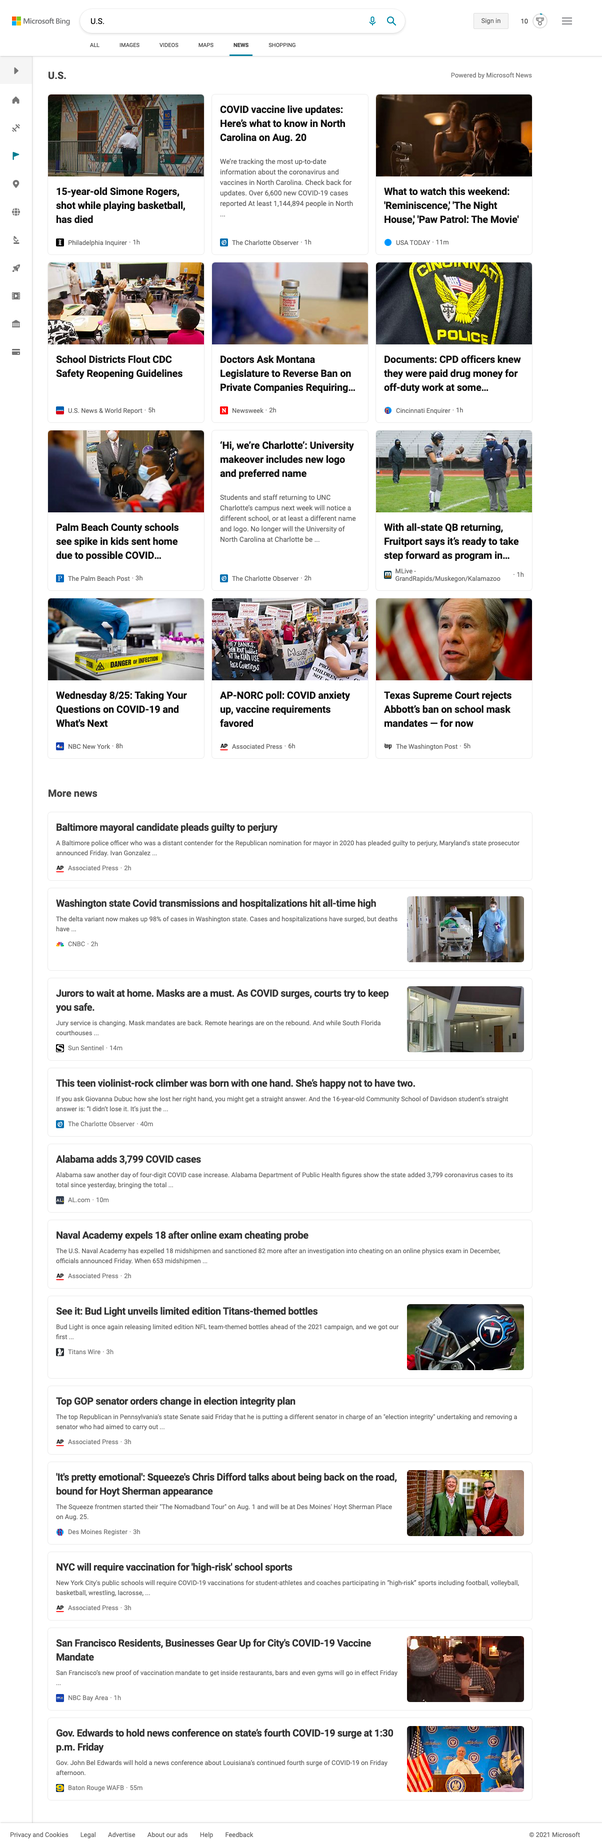 Microsoft Bing
U.S.
Sign in
10
ALL
IMAGES
VIDEOS
MAPS
NEWS
SHOPPING
U.S.
Powered by Microsoft News
15-year-old Simone Rogers,
shot while playing basketball,
has died
Philadelphia Inquirer · 1h
COVID vaccine live updates:
Here's what to know in North
Carolina on Aug. 20
We're tracking the most up-to-date
information about the coronavirus and
vaccines in North Carolina. Check back for
updates. Over 6,600 new COVID-19 cases
reported At least 1,144,894 people in North
...
The Charlotte Observer · 1h
What to watch this weekend:
'Reminiscence,' 'The Night
House,' 'Paw Patrol: The Movie'
USA TODAY · 11m
School Districts Flout CDC
Safety Reopening Guidelines
U.S. News & World Report · 5h
Doctors Ask Montana
Legislature to Reverse Ban on
Private Companies Requiring...
Newsweek · 2h
CINCINNATI
POLICE
Documents: CPD officers knew
they were paid drug money for
off-duty work at some...
Cincinnati Enquirer · 1h
Palm Beach County schools
see spike in kids sent home
due to possible COVID...
The Palm Beach Post · 3h
'Hi, we're Charlotte': University
makeover includes new logo
and preferred name
Students and staff returning to UNC
Charlotte's campus next week will notice a
different school, or at least a different name
and logo. No longer will the University of
North Carolina at Charlotte be ...
The Charlotte Observer · 2h
With all-state QB returning,
Fruitport says it's ready to take
step forward as program in...
MLive -
GrandRapids/Muskegon/Kalamazoo · 1h
DANGER OF INFECTION
Wednesday 8/25: Taking Your
Questions on COVID-19 and
What's Next
NBC New York · 8h
AP-NORC poll: COVID anxiety
up, vaccine requirements
favored
AP Associated Press · 6h
Texas Supreme Court rejects
Abbott's ban on school mask
mandates — for now
wp The Washington Post · 5h
More news
Baltimore mayoral candidate pleads guilty to perjury
A Baltimore police officer who was a distant contender for the Republican nomination for mayor in 2020 has pleaded guilty to perjury, Maryland's state prosecutor
announced Friday. Ivan Gonzalez ...
AP Associated Press · 2h
Washington state Covid transmissions and hospitalizations hit all-time high
The delta variant now makes up 98% of cases in Washington state. Cases and hospitalizations have surged, but deaths
have ...
CNBC · 2h
Jurors to wait at home. Masks are a must. As COVID surges, courts try to keep
you safe.
Jury service is changing. Mask mandates are back. Remote hearings are on the rebound. And while South Florida
courthouses ...
Sun Sentinel · 14m
This teen violinist-rock climber was born with one hand. She's happy not to have two.
If you ask Giovanna Dubuc how she lost her right hand, you might get a straight answer. And the 16-year-old Community School of Davidson student's straight
answer is: "I didn't lose it. It's just the ...
The Charlotte Observer · 40m
Alabama adds 3,799 COVID cases
Alabama saw another day of four-digit COVID case increase. Alabama Department of Public Health figures show the state added 3,799 coronavirus cases to its
total since yesterday, bringing the total ...
AL.com · 10m
Naval Academy expels 18 after online exam cheating probe
The U.S. Naval Academy has expelled 18 midshipmen and sanctioned 82 more after an investigation into cheating on an online physics exam in December,
officials announced Friday. When 653 midshipmen ...
AP Associated Press · 2h
See it: Bud Light unveils limited edition Titans-themed bottles
Bud Light is once again releasing limited edition NFL team-themed bottles ahead of the 2021 campaign, and we got our
first ...
Titans Wire · 3h
Top GOP senator orders change in election integrity plan
The top Republican in Pennsylvania's state Senate said Friday that he is putting a different senator in charge of an "election integrity" undertaking and removing a
senator who had aimed to carry out ...
AP Associated Press · 3h
'It's pretty emotional': Squeeze's Chris Difford talks about being back on the road,
bound for Hoyt Sherman appearance
The Squeeze frontmen started their "The Nomadband Tour" on Aug. 1 and will be at Des Moines' Hoyt Sherman Place
on Aug. 25.
Des Moines Register · 3h
NYC will require vaccination for 'high-risk' school sports
New York City's public schools will require COVID-19 vaccinations for student-athletes and coaches participating in "high-risk" sports including football, volleyball,
basketball, wrestling, lacrosse, ...
AP Associated Press · 3h
San Francisco Residents, Businesses Gear Up for City's COVID-19 Vaccine
Mandate
San Francisco's new proof of vaccination mandate to get inside restaurants, bars and even gyms will go in effect Friday
...
NBC Bay Area · 1h
Gov. Edwards to hold news conference on state's fourth COVID-19 surge at 1:30
p.m. Friday
Gov. John Bel Edwards will hold a news conference about Louisiana's continued fourth surge of COVID-19 on Friday
afternoon.
Baton Rouge WAFB · 55m
Privacy and Cookies
Legal
Advertise
About our ads
Help
Feedback
© 2021 Microsoft